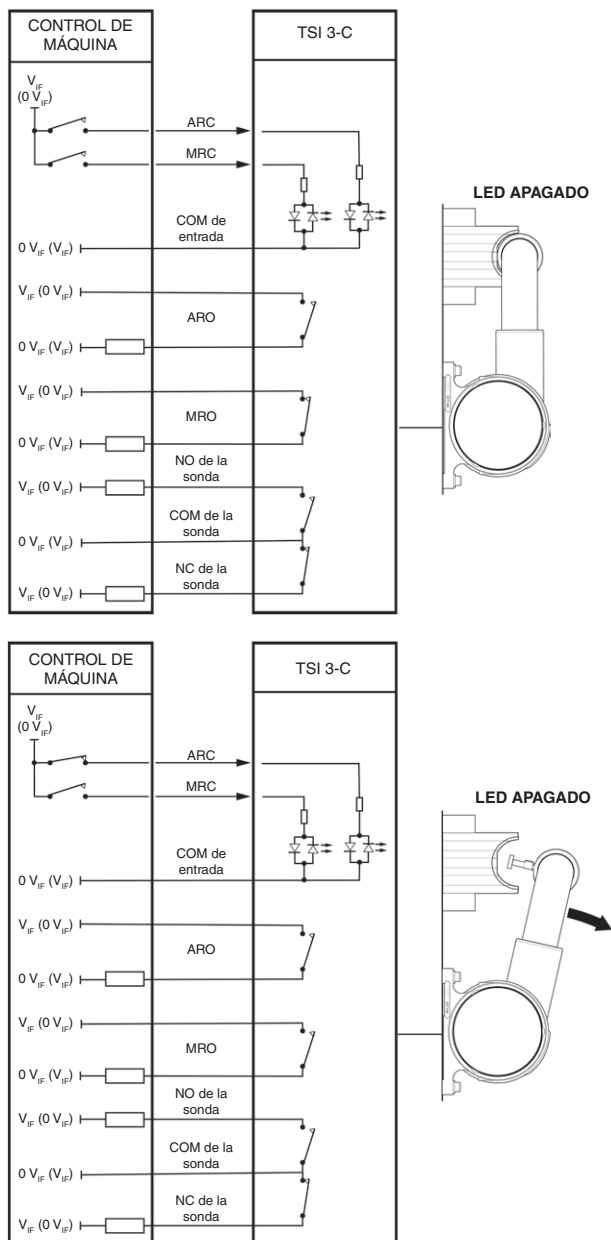 CONTROL DE
MÁQUINA
TSI 3-C
V_IF
(0 V_IF)
ARC
MRC
LED APAGADO
COM de
entrada
0 V_IF (V_IF)
V_IF (0 V_IF)
ARO
0 V_IF (V_IF)
V_IF (0 V_IF)
MRO
0 V_IF (V_IF)
NO de la
sonda
V_IF (0 V_IF)
COM de la
sonda
0 V_IF (V_IF)
NC de la
sonda
V_IF (0 V_IF)
CONTROL DE
MÁQUINA
TSI 3-C
V_IF
(0 V_IF)
ARC
MRC
LED APAGADO
COM de
entrada
0 V_IF (V_IF)
V_IF (0 V_IF)
ARO
0 V_IF (V_IF)
V_IF (0 V_IF)
MRO
0 V_IF (V_IF)
NO de la
sonda
V_IF (0 V_IF)
COM de la
sonda
0 V_IF (V_IF)
NC de la
sonda
V_IF (0 V_IF)